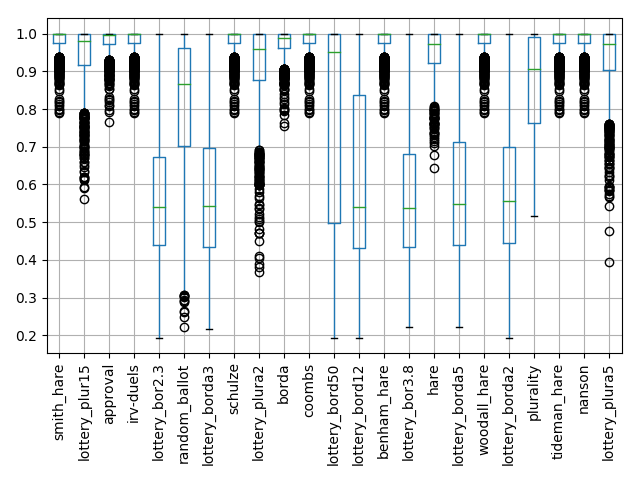 1.0
0.9
0.8
0.7
0.6
0.5
0.4
0.3
0.2
smith_hare
lottery_plur15
approval
irv-duels
lottery_bor2.3
random_ballot
lottery_borda3
schulze
lottery_plura2
borda
coombs
lottery_bord50
lottery_bord12
benham_hare
lottery_bor3.8
hare
lottery_borda5
woodall_hare
lottery_borda2
plurality
tideman_hare
nanson
lottery_plura5